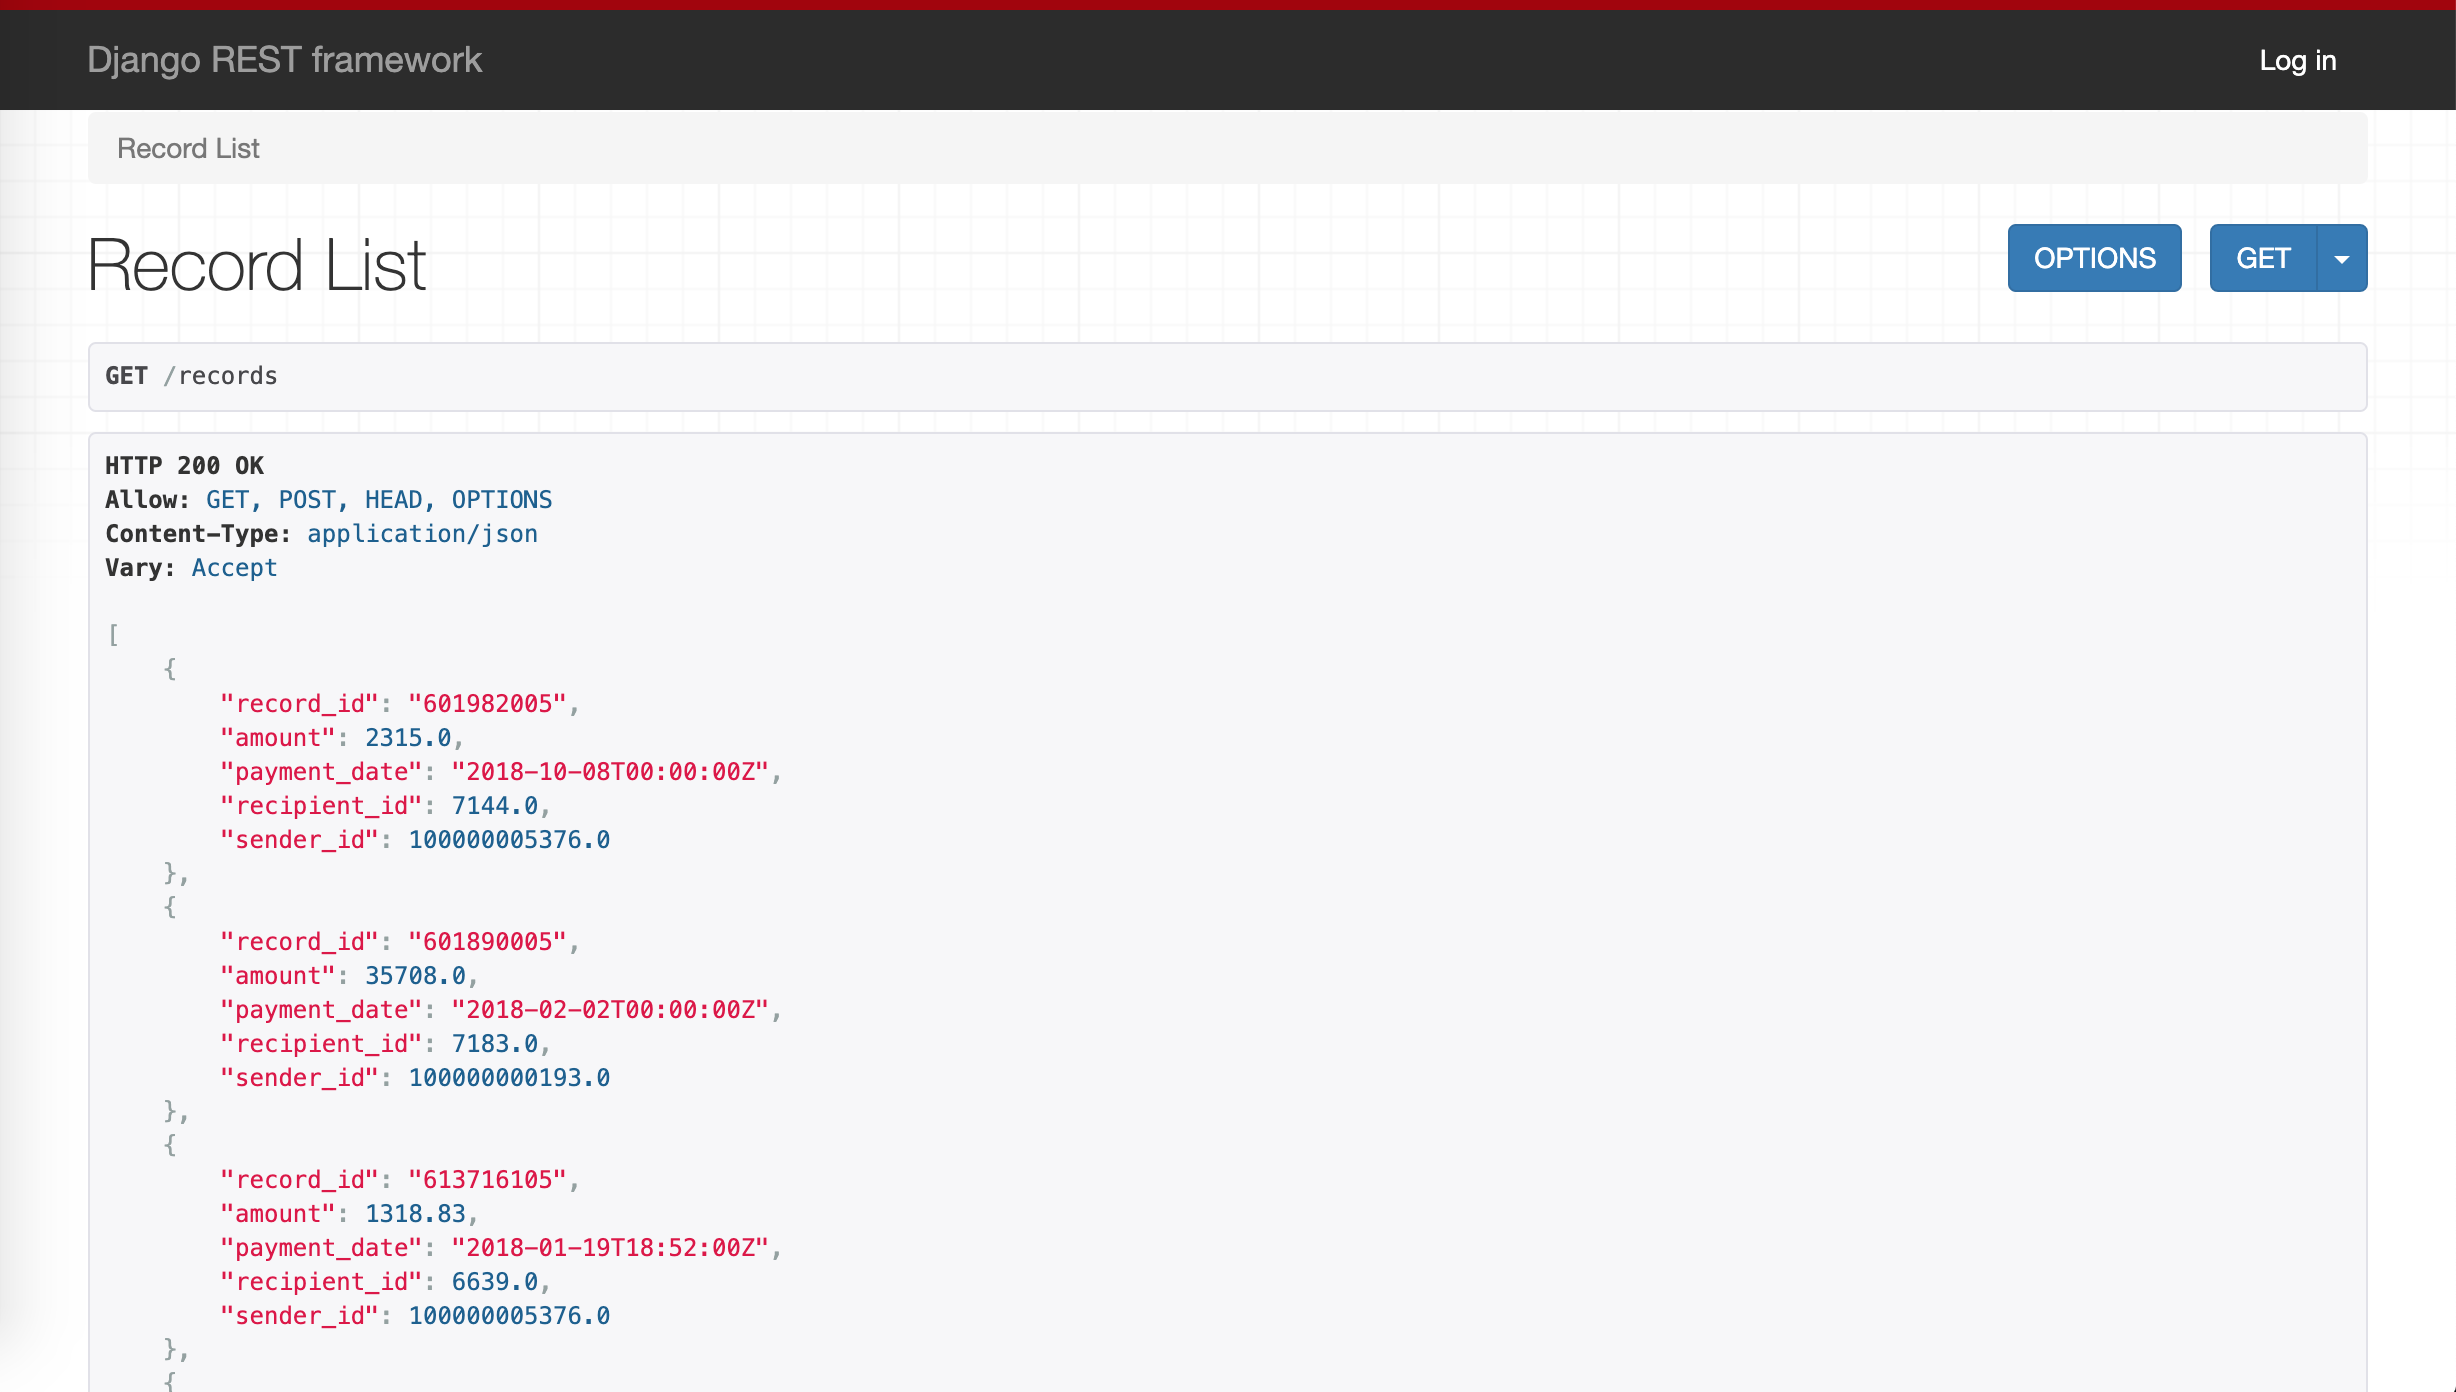 Django REST framework
Log in
Record List
Record List
OPTIONS
GET
GET /records
HTTP 200 OK
Allow: GET, POST, HEAD, OPTIONS
Content-Type: application/json
Vary: Accept
[
    {
        "record_id": "601982005",
        "amount": 2315.0,
        "payment_date": "2018-10-08T00:00:00Z",
        "recipient_id": 7144.0,
        "sender_id": 100000005376.0
    },
    {
        "record_id": "601890005",
        "amount": 35708.0,
        "payment_date": "2018-02-02T00:00:00Z",
        "recipient_id": 7183.0,
        "sender_id": 100000000193.0
    },
    {
        "record_id": "613716105",
        "amount": 1318.83,
        "payment_date": "2018-01-19T18:52:00Z",
        "recipient_id": 6639.0,
        "sender_id": 100000005376.0
    },
    {